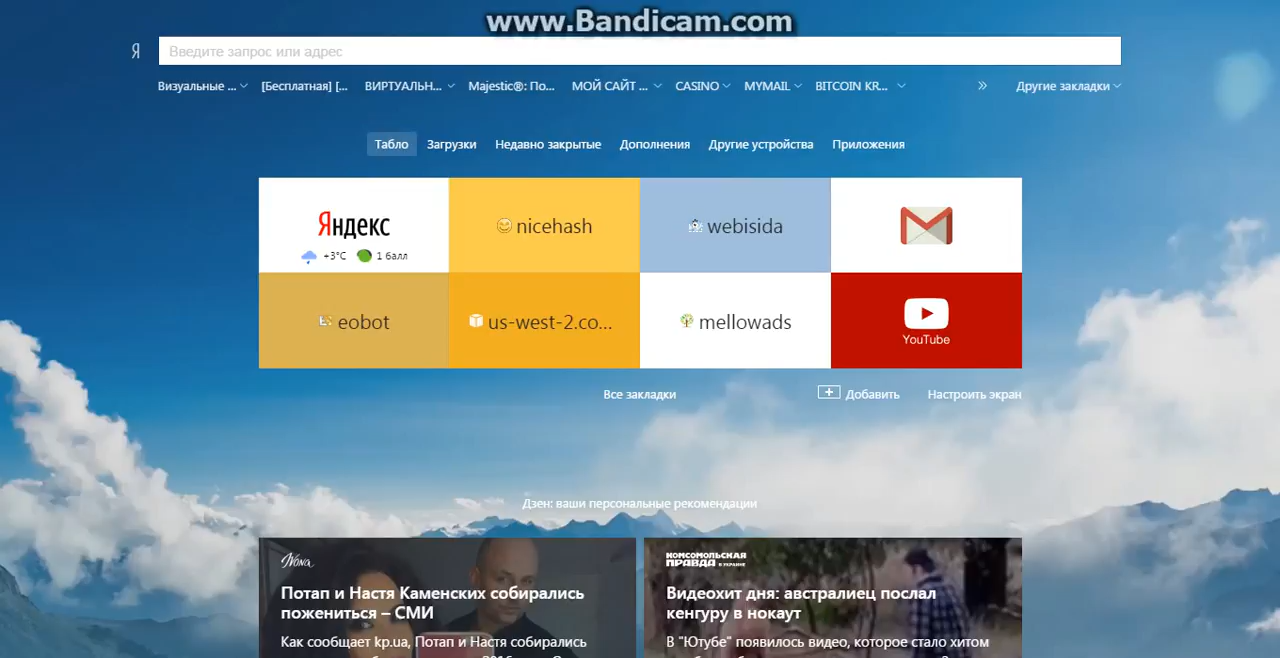 www.Bandicam.com
Я Введите запрос или адрес
Визуальные ... [Бесплатная] [... ВИРТУАЛЬН... Majestic®: По... МОЙ САЙТ ... CASINO MYMAIL BITCOIN KR... » Другие закладки
Табло Загрузки Недавно закрытые Дополнения Другие устройства Приложения
Яндекс nicehash webisida
+3°C 1 балл
eobot us-west-2.co... mellowads YouTube
Все закладки Добавить Настроить экран
Дзен: ваши персональные рекомендации
Ivona
Потап и Настя Каменских собирались
пожениться – СМИ
Как сообщает kp.ua, Потап и Настя собирались
КОМСОМОЛЬСКАЯ
ПРАВДА В УКРАИНЕ
Видеохит дня: австралиец послал
кенгуру в нокаут
В "Ютубе" появилось видео, которое стало хитом